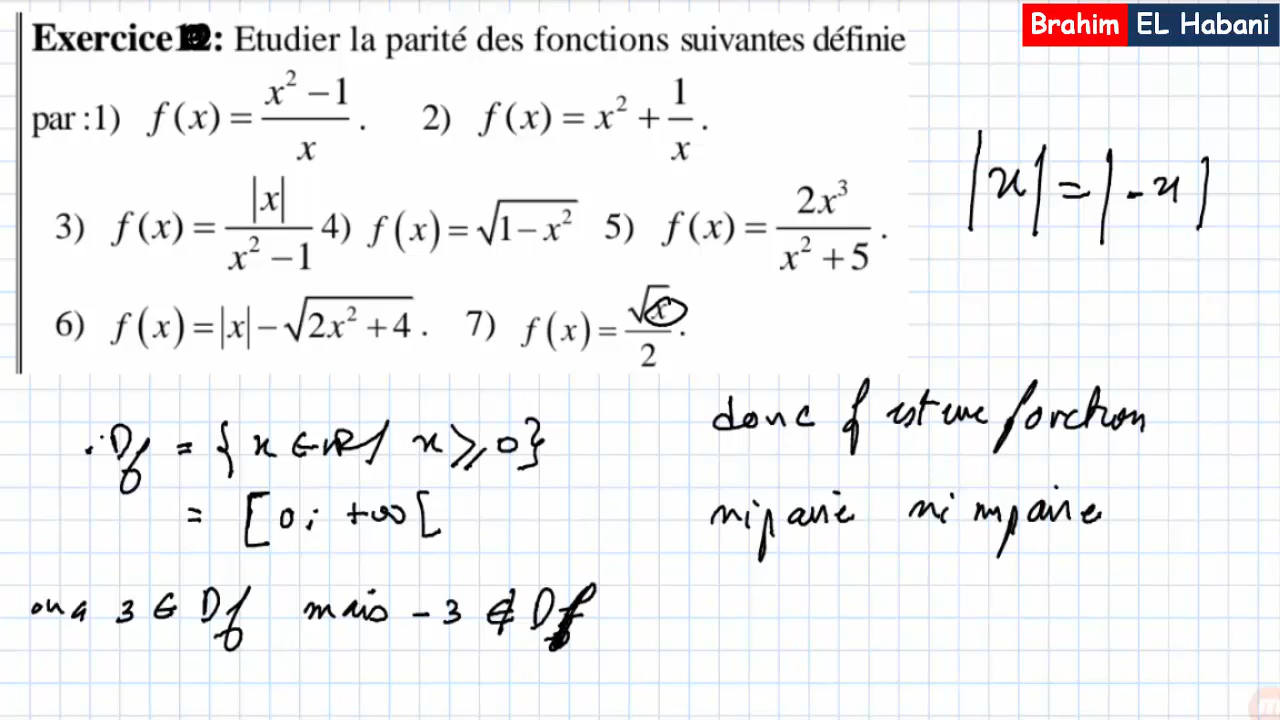 Brahim EL Habani
Exercice12: Etudier la parité des fonctions suivantes définie
par :1) f(x) = (x² − 1)/x . 2) f(x) = x² + 1/x .
3) f(x) = |x|/(x² − 1) 4) f(x) = √(1 − x²) 5) f(x) = 2x³/(x² + 5) .
6) f(x) = |x| − √(2x² + 4) . 7) f(x) = √x/2 .
|x| = |-x|
Df = { x ∈ ℝ / x ⩾ 0 }
= [0; +∞[
on a 3 ∈ Df mais -3 ∉ Df
donc f est une fonction
ni paire ni impaire